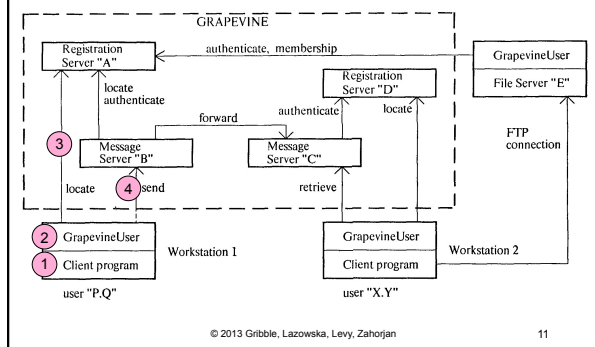 GRAPEVINE
Registration
Server "A"
authenticate, membership
GrapevineUser
File Server "E"
Registration
Server "D"
locate
authenticate
forward
authenticate
locate
FTP
connection
3
Message
Server "B"
Message
Server "C"
locate
4
send
retrieve
2
GrapevineUser
1
Client program
Workstation 1
GrapevineUser
Client program
Workstation 2
user "P.Q"
user "X.Y"
© 2013 Gribble, Lazowska, Levy, Zahorjan
11